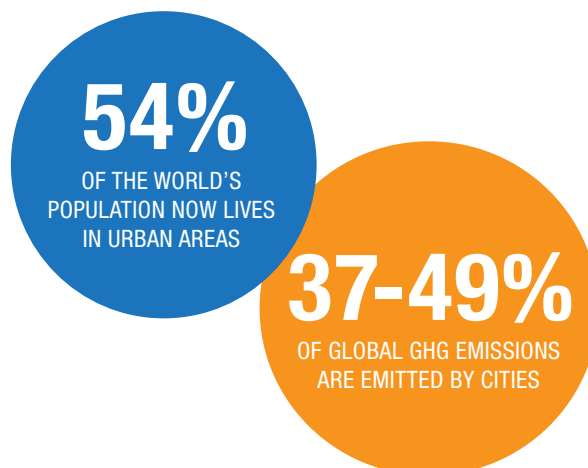 54%
OF THE WORLD'S
POPULATION NOW LIVES
IN URBAN AREAS
37-49%
OF GLOBAL GHG EMISSIONS
ARE EMITTED BY CITIES